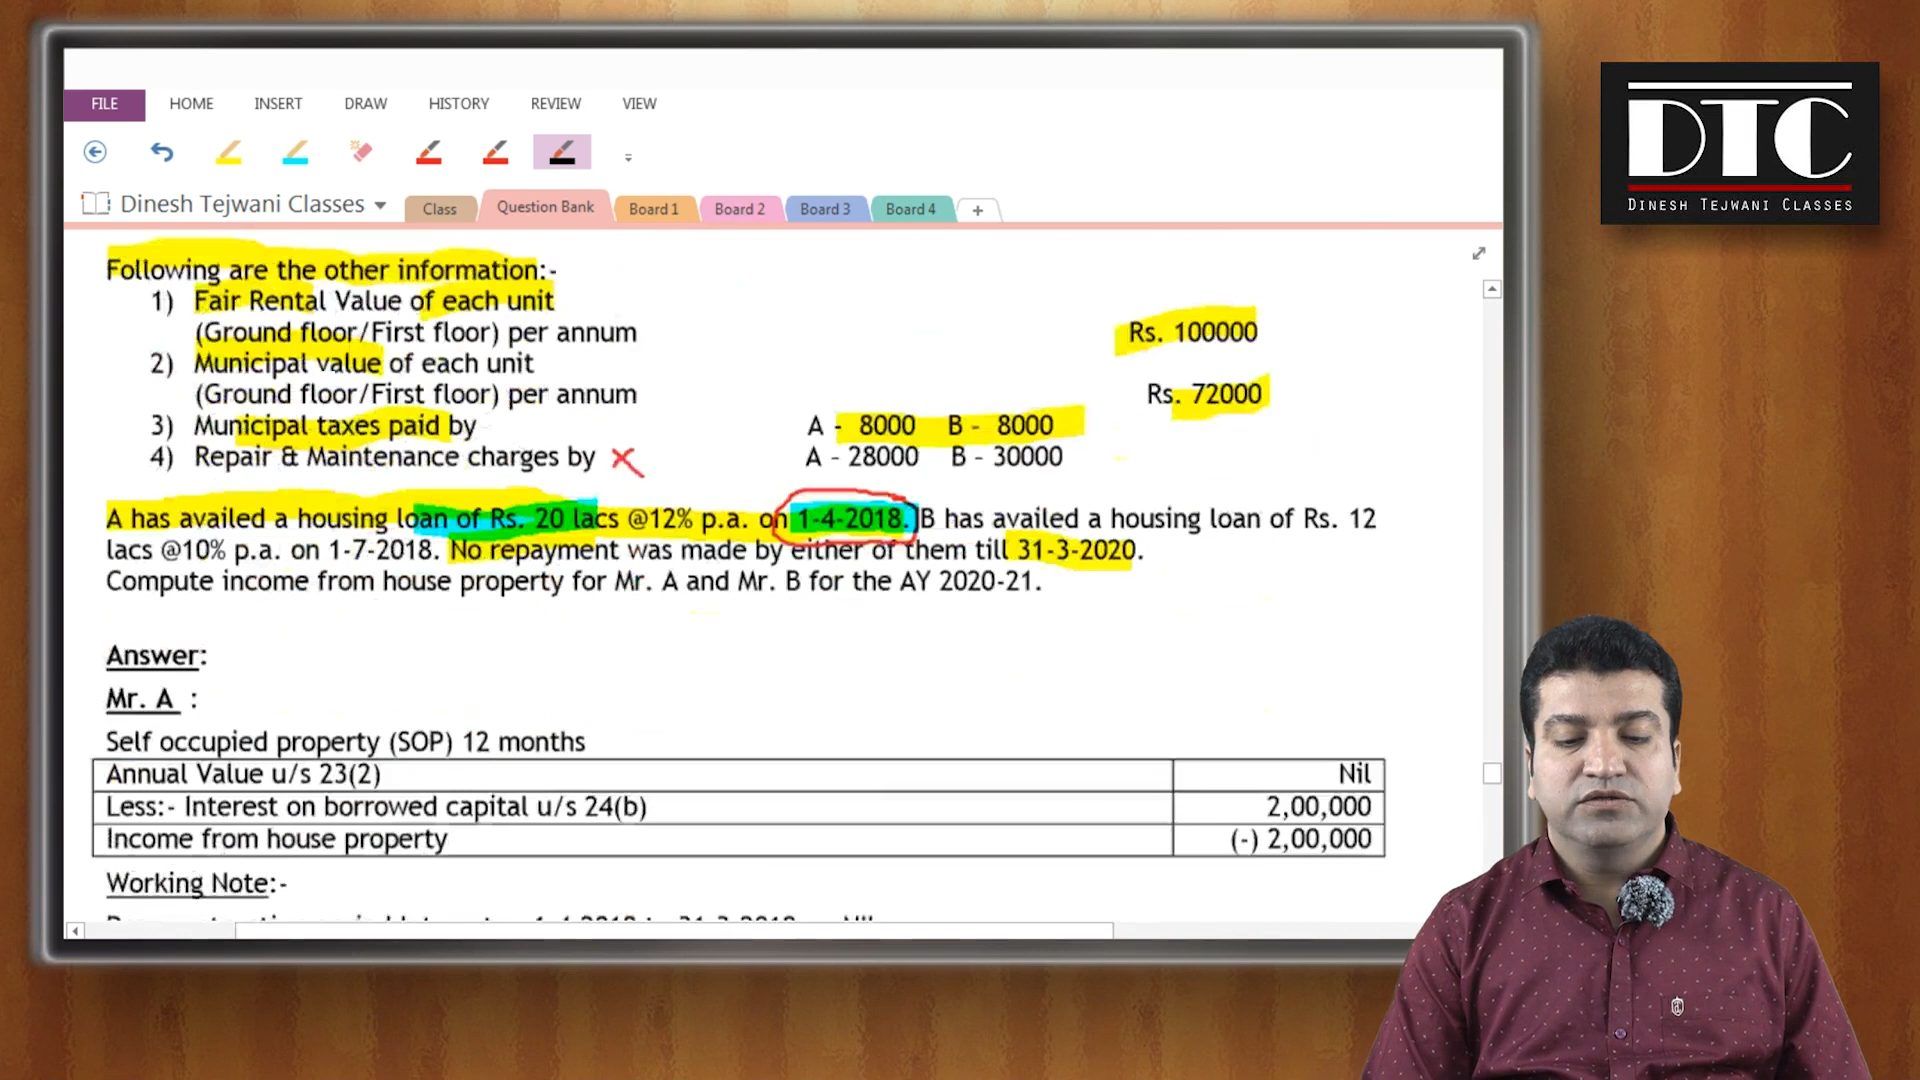 FILE HOME INSERT DRAW HISTORY REVIEW VIEW
Dinesh Tejwani Classes Class Question Bank Board 1 Board 2 Board 3 Board 4 +
DTC
DINESH TEJWANI CLASSES
Following are the other information:-
1) Fair Rental Value of each unit
(Ground floor/First floor) per annum Rs. 100000
2) Municipal value of each unit
(Ground floor/First floor) per annum Rs. 72000
3) Municipal taxes paid by A - 8000 B - 8000
4) Repair & Maintenance charges by A - 28000 B - 30000
A has availed a housing loan of Rs. 20 lacs @12% p.a. on 1-4-2018. B has availed a housing loan of Rs. 12
lacs @10% p.a. on 1-7-2018. No repayment was made by either of them till 31-3-2020.
Compute income from house property for Mr. A and Mr. B for the AY 2020-21.
Answer:
Mr. A :
Self occupied property (SOP) 12 months
Annual Value u/s 23(2) Nil
Less:- Interest on borrowed capital u/s 24(b) 2,00,000
Income from house property (-) 2,00,000
Working Note:-